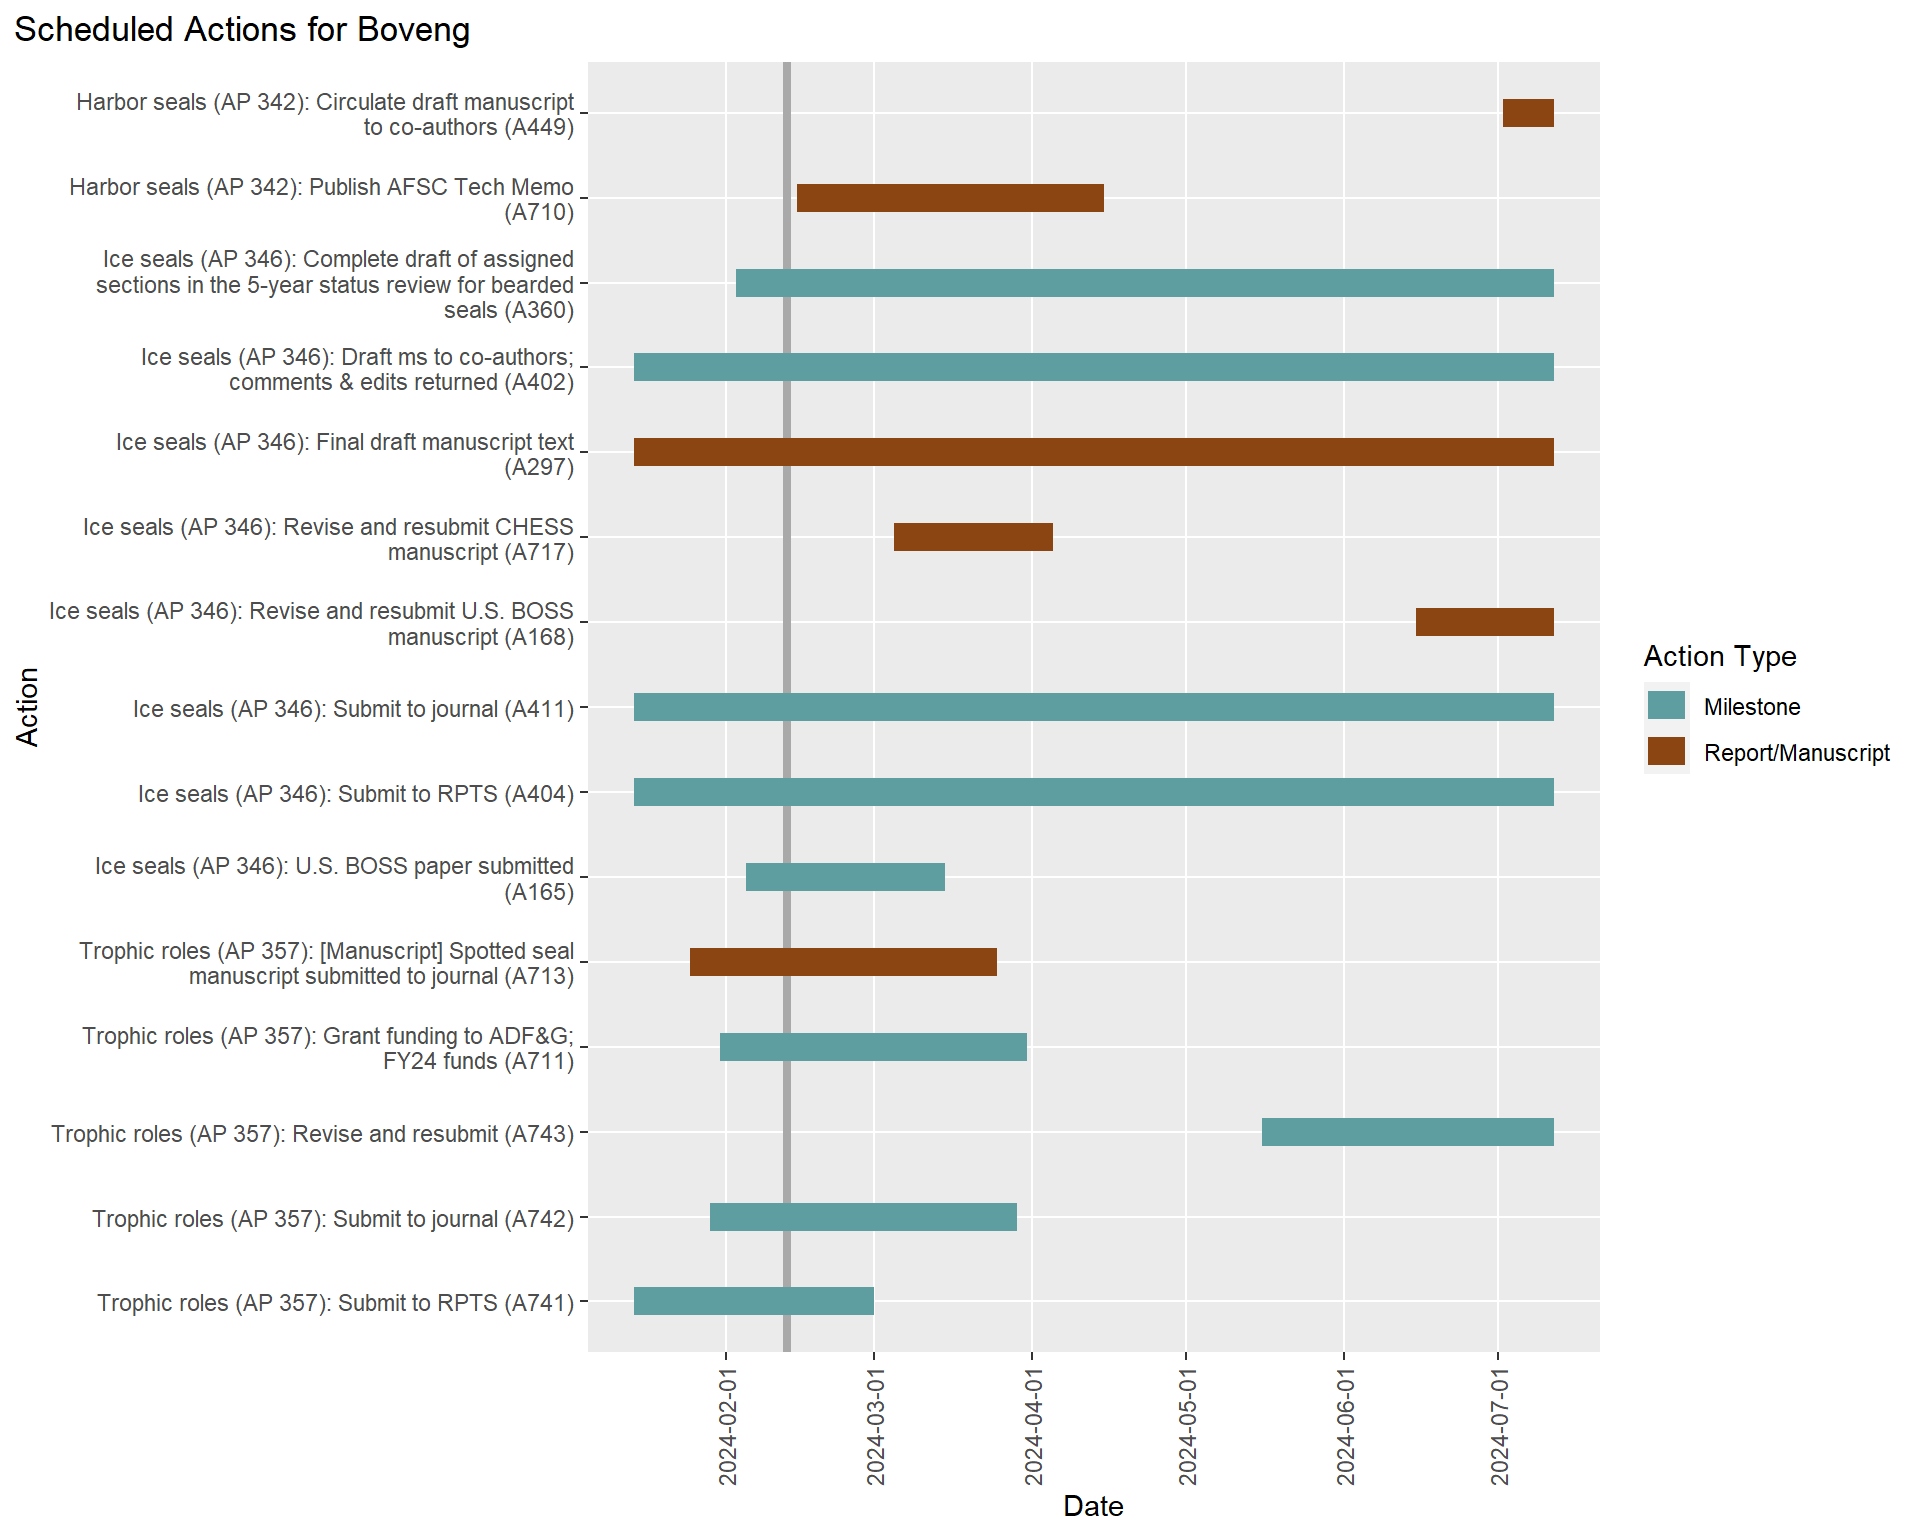 Scheduled Actions for Boveng
Harbor seals (AP 342): Circulate draft manuscript
to co-authors (A449)
Harbor seals (AP 342): Publish AFSC Tech Memo
(A710)
Ice seals (AP 346): Complete draft of assigned
sections in the 5-year status review for bearded
seals (A360)
Ice seals (AP 346): Draft ms to co-authors;
comments & edits returned (A402)
Ice seals (AP 346): Final draft manuscript text
(A297)
Ice seals (AP 346): Revise and resubmit CHESS
manuscript (A717)
Ice seals (AP 346): Revise and resubmit U.S. BOSS
manuscript (A168)
Ice seals (AP 346): Submit to journal (A411)
Ice seals (AP 346): Submit to RPTS (A404)
Ice seals (AP 346): U.S. BOSS paper submitted
(A165)
Trophic roles (AP 357): [Manuscript] Spotted seal
manuscript submitted to journal (A713)
Trophic roles (AP 357): Grant funding to ADF&G;
FY24 funds (A711)
Trophic roles (AP 357): Revise and resubmit (A743)
Trophic roles (AP 357): Submit to journal (A742)
Trophic roles (AP 357): Submit to RPTS (A741)
Action
2024-02-01
2024-03-01
2024-04-01
2024-05-01
2024-06-01
2024-07-01
Date
Action Type
Milestone
Report/Manuscript